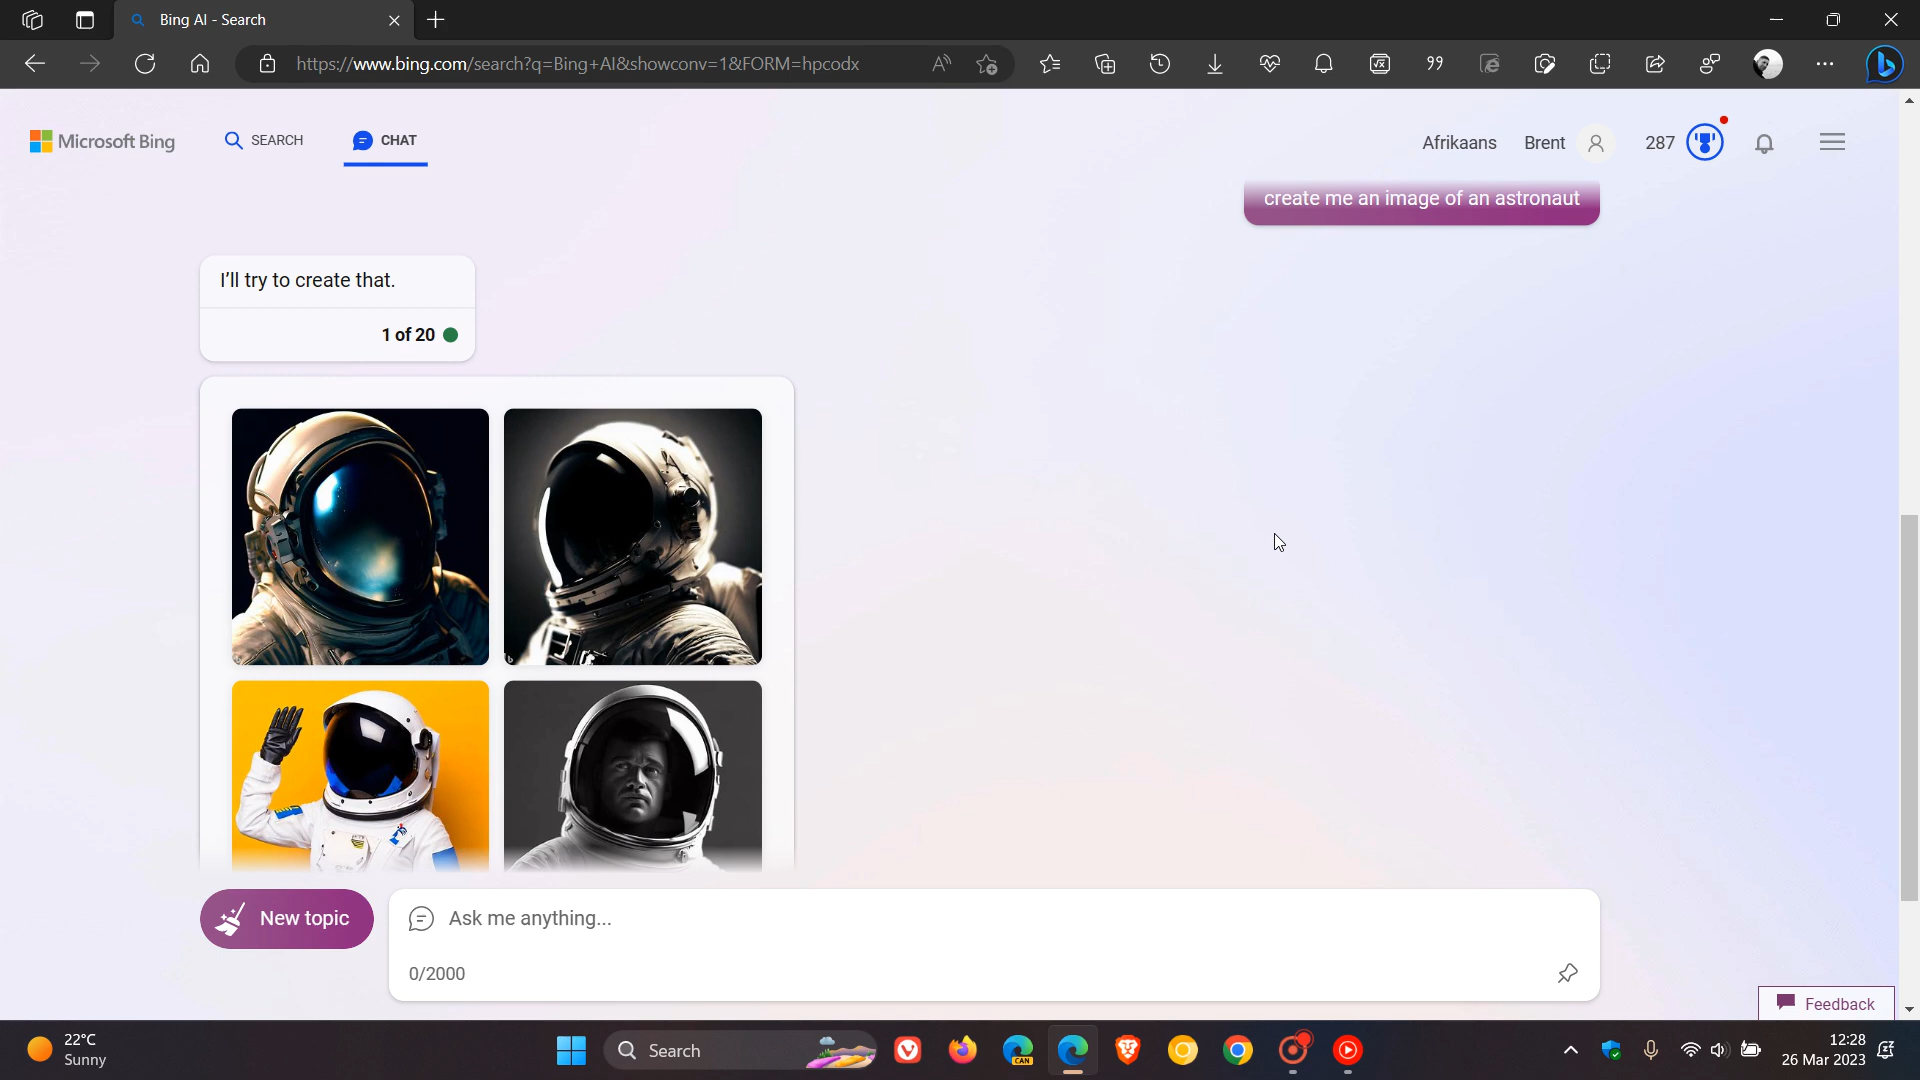 Bing AI - Search
https://www.bing.com/search?q=Bing+AI&showconv=1&FORM=hpcodx
Microsoft Bing
SEARCH
CHAT
Afrikaans
Brent
287
create me an image of an astronaut
I'll try to create that.
1 of 20
New topic
Ask me anything...
0/2000
Feedback
22°C
Sunny
Search
CAN
12:28
26 Mar 2023